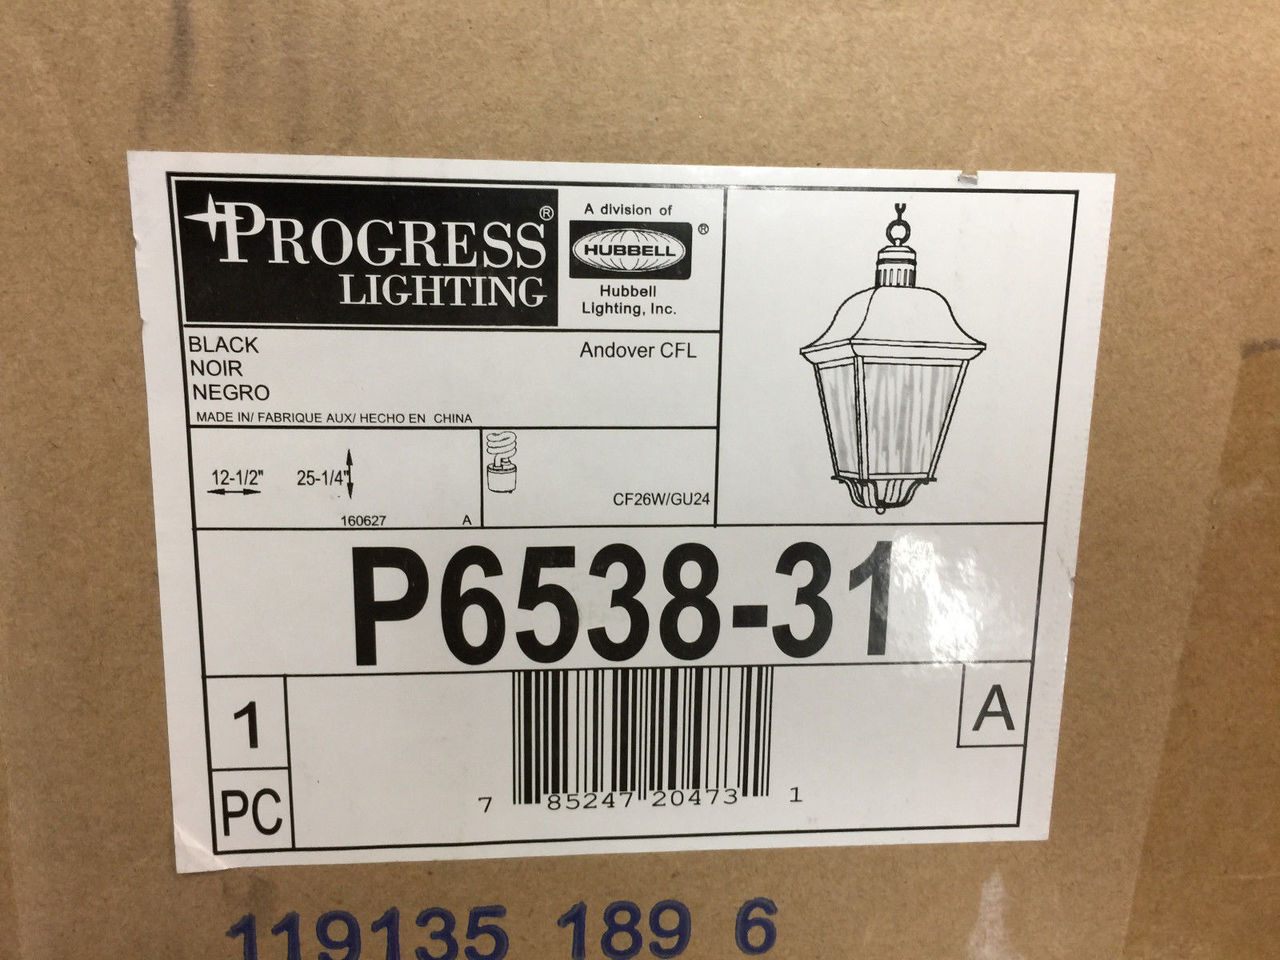 PROGRESS®
LIGHTING
A division of
HUBBELL®
Hubbell
Lighting, Inc.
BLACK
NOIR
NEGRO
Andover CFL
MADE IN/ FABRIQUE AUX/ HECHO EN CHINA
12-1/2"
25-1/4"
160627
A
CF26W/GU24
P6538-31
1
PC
A
7 85247 20473 1
119135 189 6